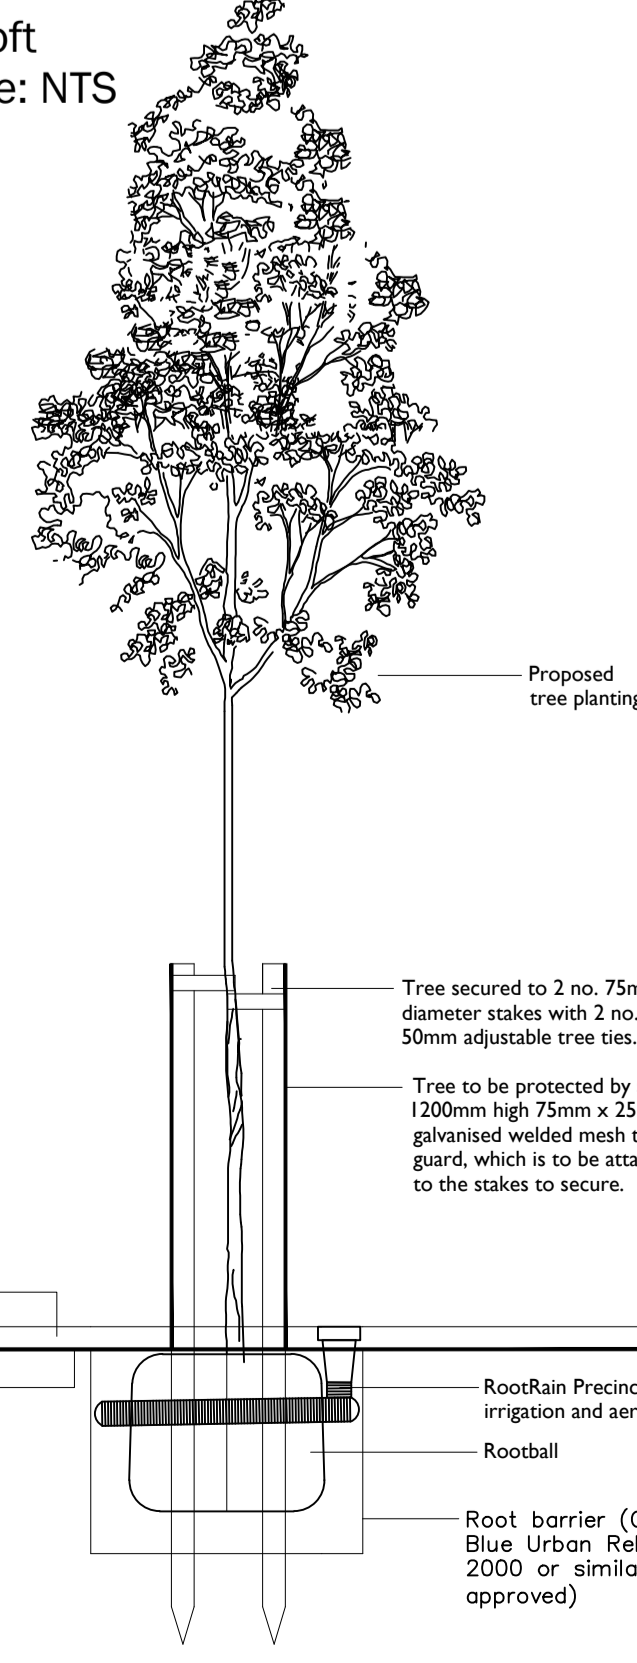 oft
e: NTS
Proposed
tree planting
Tree secured to 2 no. 75m
diameter stakes with 2 no.
50mm adjustable tree ties.
Tree to be protected by
1200mm high 75mm x 25
galvanised welded mesh t
guard, which is to be atta
to the stakes to secure.
RootRain Precinc
irrigation and aer
Rootball
Root barrier (
Blue Urban Rel
2000 or simila
approved)